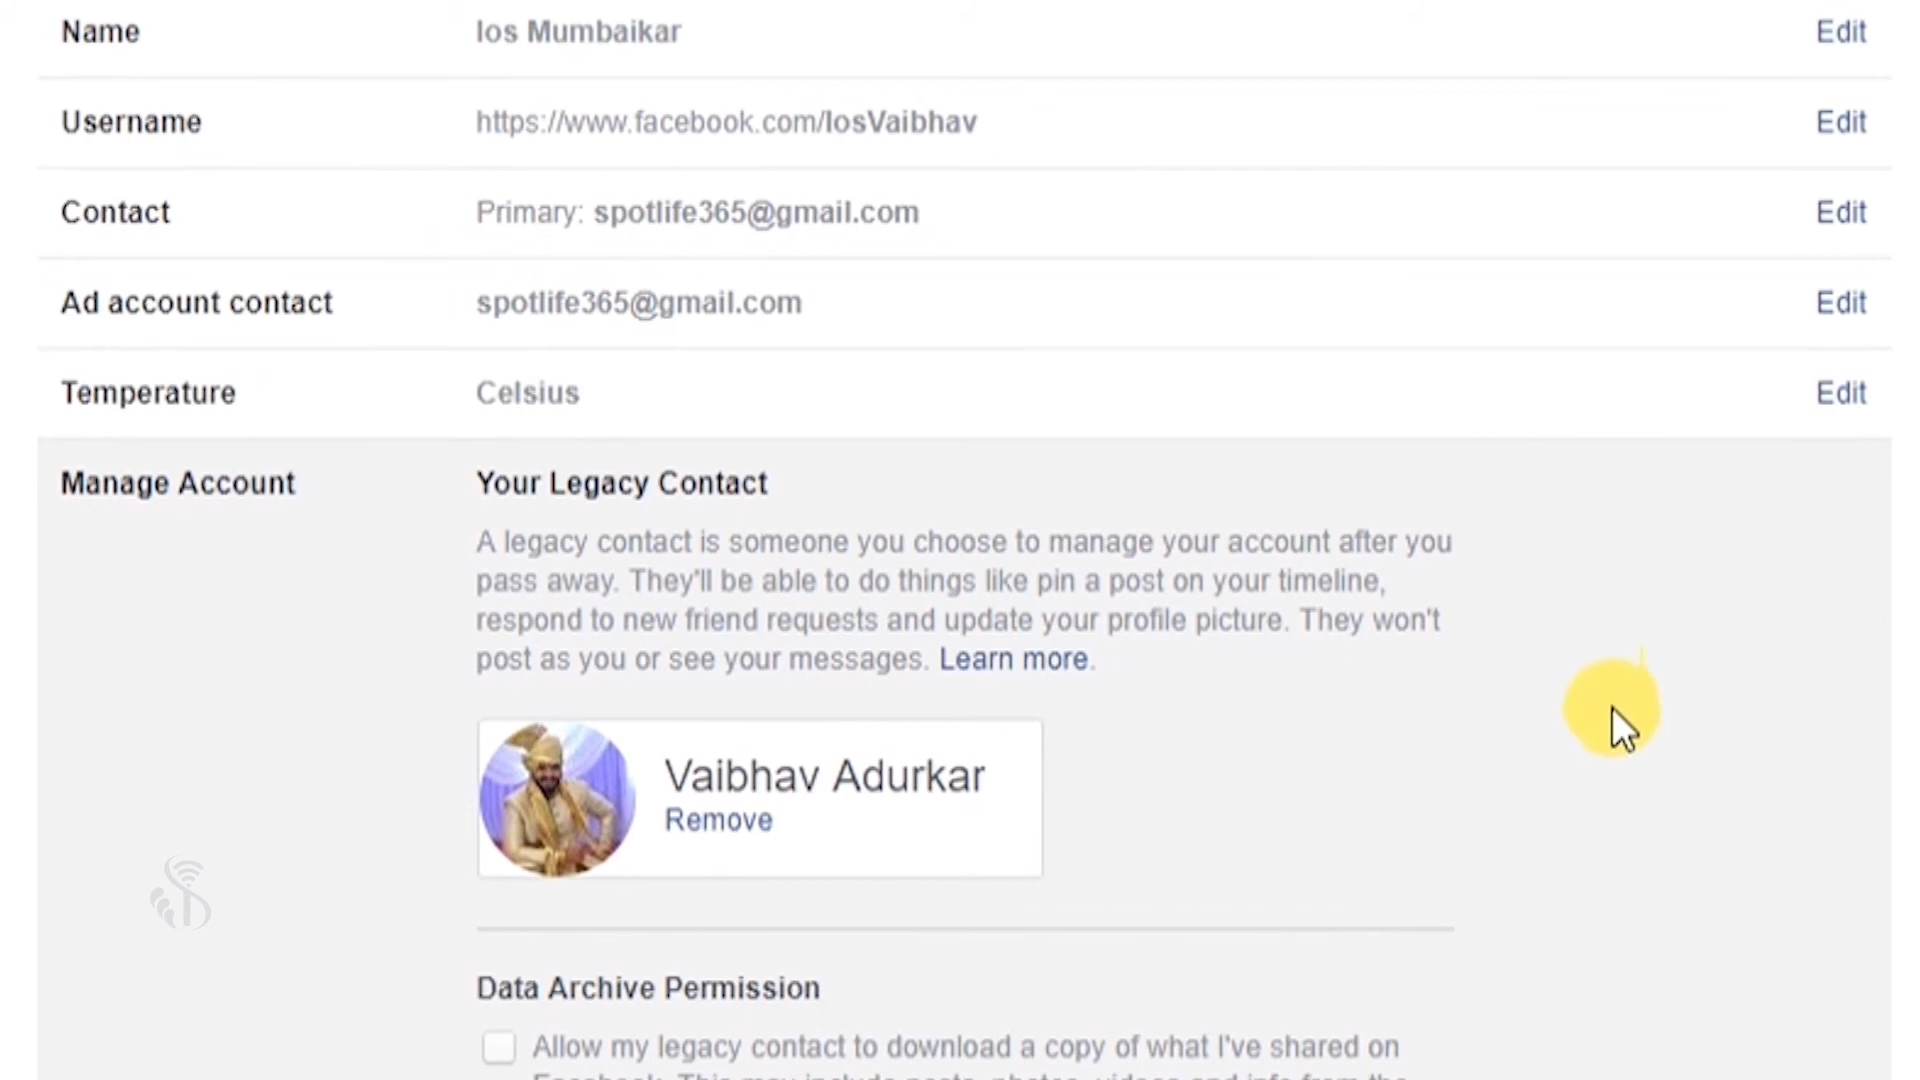 Name Ios Mumbaikar Edit
Username https://www.facebook.com/IosVaibhav Edit
Contact Primary: spotlife365@gmail.com Edit
Ad account contact spotlife365@gmail.com Edit
Temperature Celsius Edit
Manage Account Your Legacy Contact
A legacy contact is someone you choose to manage your account after you
pass away. They'll be able to do things like pin a post on your timeline,
respond to new friend requests and update your profile picture. They won't
post as you or see your messages. Learn more.
Vaibhav Adurkar
Remove
Data Archive Permission
Allow my legacy contact to download a copy of what I've shared on